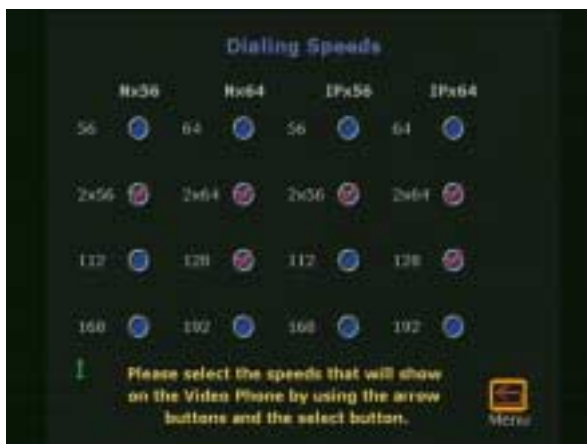 Dialing Speeds
Nx56 Nx64 IPx56 IPx64
56 64 56 64
2x56 2x64 2x56 2x64
112 128 112 128
168 192 168 192
Please select the speeds that will show
on the Video Phone by using the arrow
buttons and the select button.
Menu